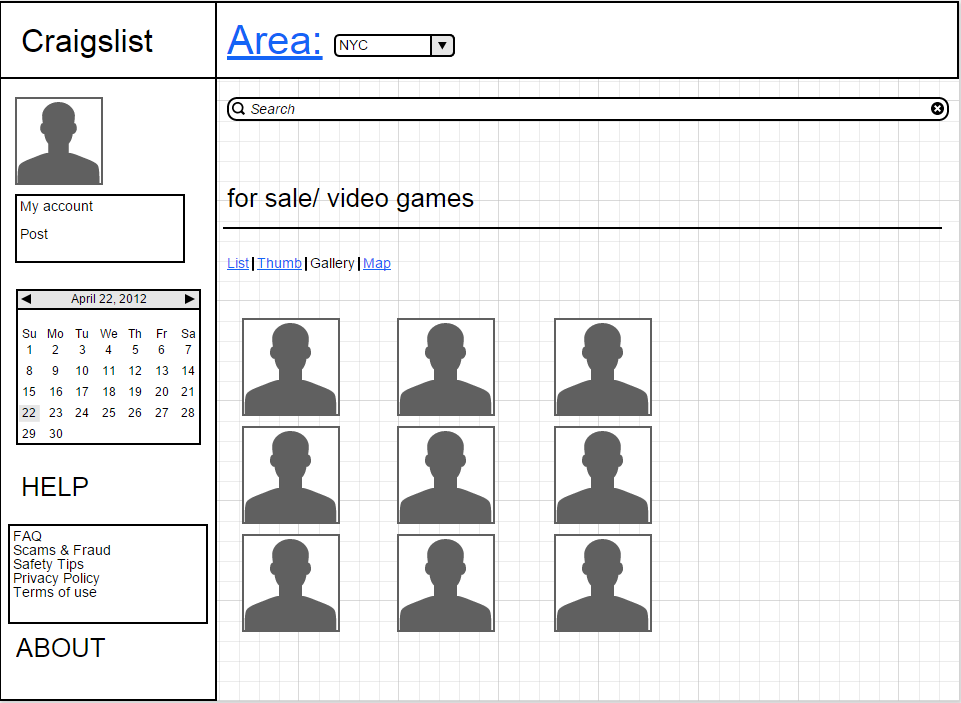 Craigslist
Area: NYC
Search
My account
Post
for sale/ video games
List | Thumb | Gallery | Map
April 22, 2012
Su Mo Tu We Th Fr Sa
1 2 3 4 5 6 7
8 9 10 11 12 13 14
15 16 17 18 19 20 21
22 23 24 25 26 27 28
29 30
HELP
FAQ
Scams & Fraud
Safety Tips
Privacy Policy
Terms of use
ABOUT